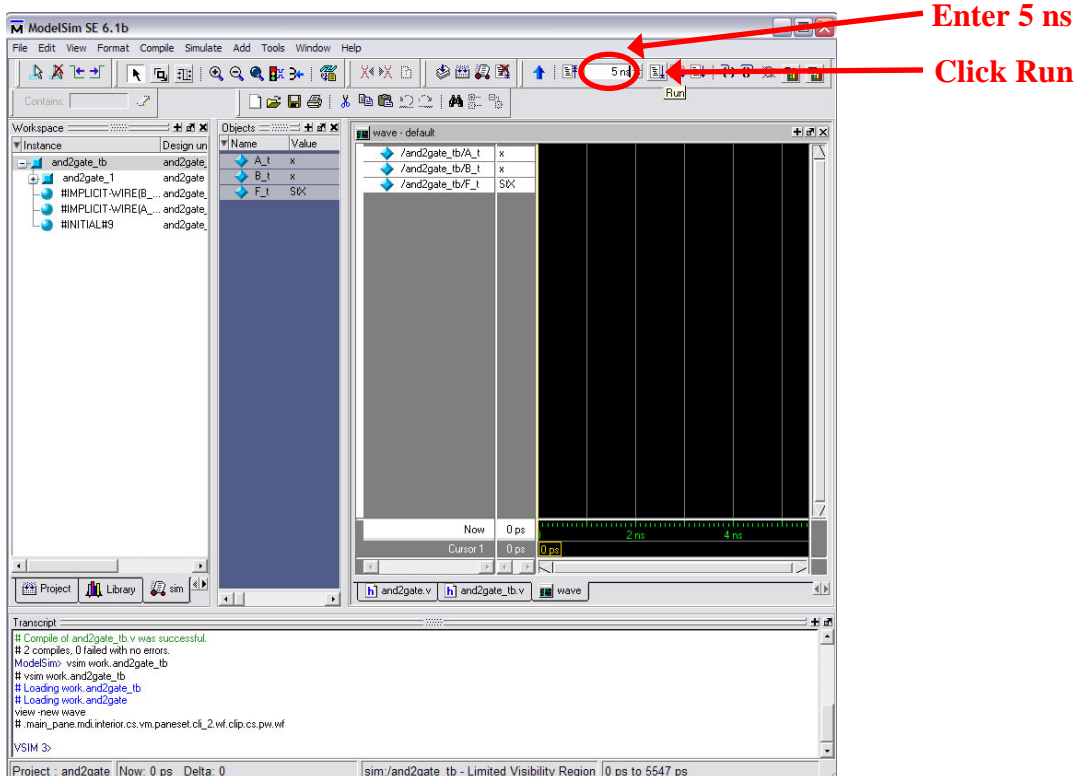 ModelSim SE 6.1b
Enter 5 ns
File Edit View Format Compile Simulate Add Tools Window Help
5 ns
Click Run
Run
Contains:
Workspace
Instance Design un
and2gate_tb and2gate_
and2gate_1 and2gate
#IMPLICIT-WIRE(B_... and2gate_
#IMPLICIT-WIRE(A_... and2gate_
#INITIAL#9 and2gate_
Objects
Name Value
A_t x
B_t x
F_t StX
wave - default
/and2gate_tb/A_t x
/and2gate_tb/B_t x
/and2gate_tb/F_t StX
Now 0 ps
2 ns 4 ns
Cursor 1 0 ps 0 ps
Project Library sim
and2gate.v and2gate_tb.v wave
Transcript
# Compile of and2gate_tb.v was successful.
# 2 compiles, 0 failed with no errors.
ModelSim> vsim work.and2gate_tb
# vsim work.and2gate_tb
# Loading work.and2gate_tb
# Loading work.and2gate
view -new wave
# .main_pane.mdi.interior.cs.vm.paneset.cli_2.wf.clip.cs.pw.wf
VSIM 3>
Project : and2gate Now: 0 ps Delta: 0 sim:/and2gate_tb - Limited Visibility Region 0 ps to 5547 ps